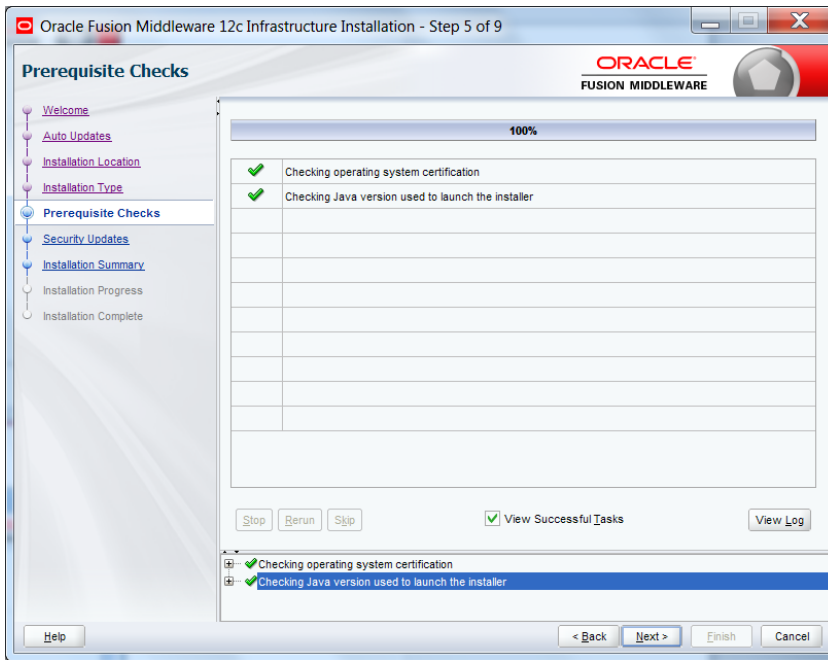 Oracle Fusion Middleware 12c Infrastructure Installation - Step 5 of 9
Prerequisite Checks
ORACLE
FUSION MIDDLEWARE
Welcome
Auto Updates
Installation Location
Installation Type
Prerequisite Checks
Security Updates
Installation Summary
Installation Progress
Installation Complete
100%
Checking operating system certification
Checking Java version used to launch the installer
Stop Rerun Skip View Successful Tasks View Log
Checking operating system certification
Checking Java version used to launch the installer
Help < Back Next > Finish Cancel